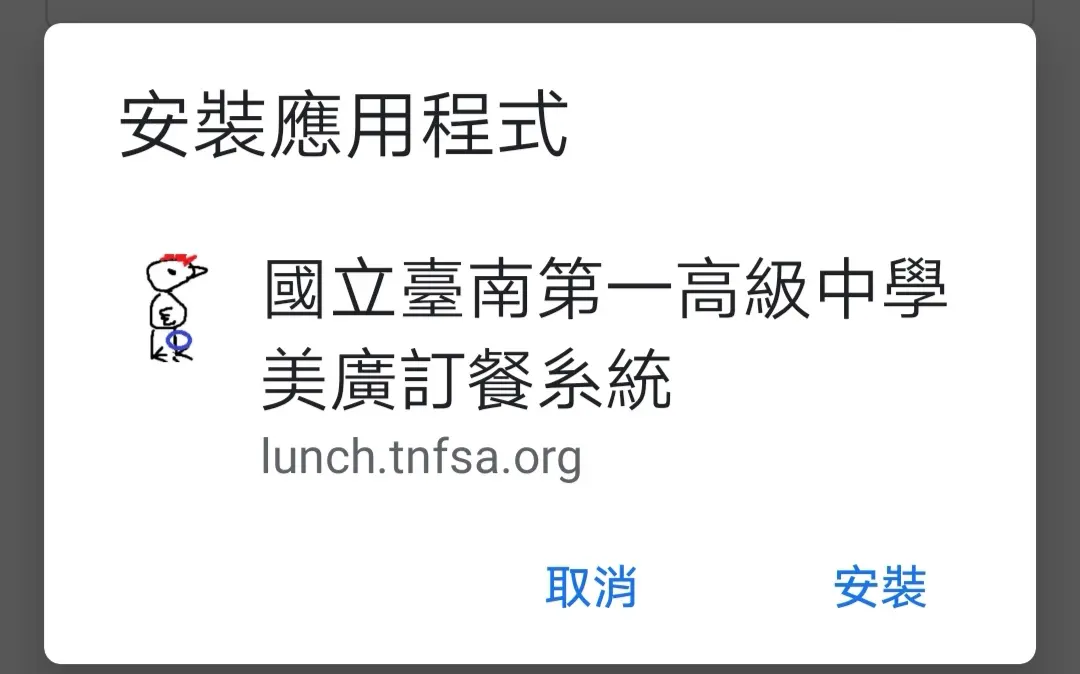 安裝應用程式
國立臺南第一高級中學
美廣訂餐系統
lunch.tnfsa.org
取消
安裝